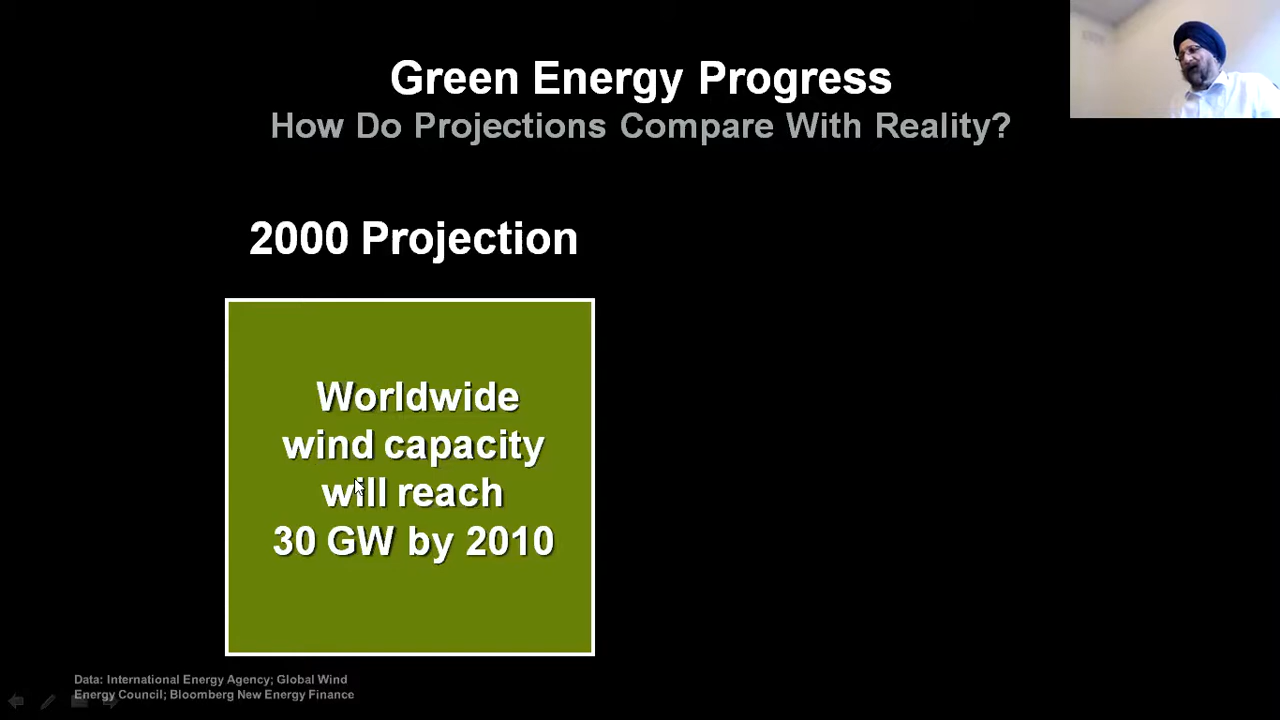 Green Energy Progress
How Do Projections Compare With Reality?
2000 Projection
Worldwide
wind capacity
will reach
30 GW by 2010
Data: International Energy Agency; Global Wind
Energy Council; Bloomberg New Energy Finance